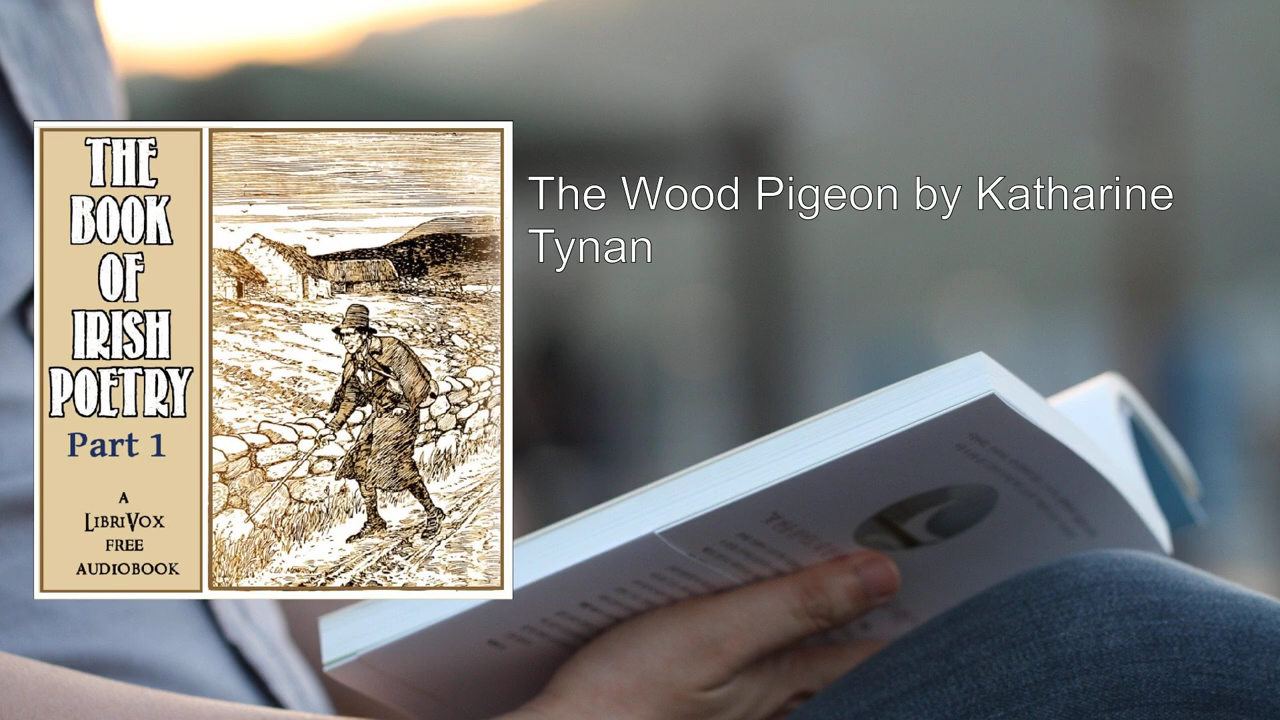 THE
BOOK
OF
IRISH
POETRY
Part 1
A
LIBRIVOX
FREE
AUDIOBOOK
The Wood Pigeon by Katharine
Tynan